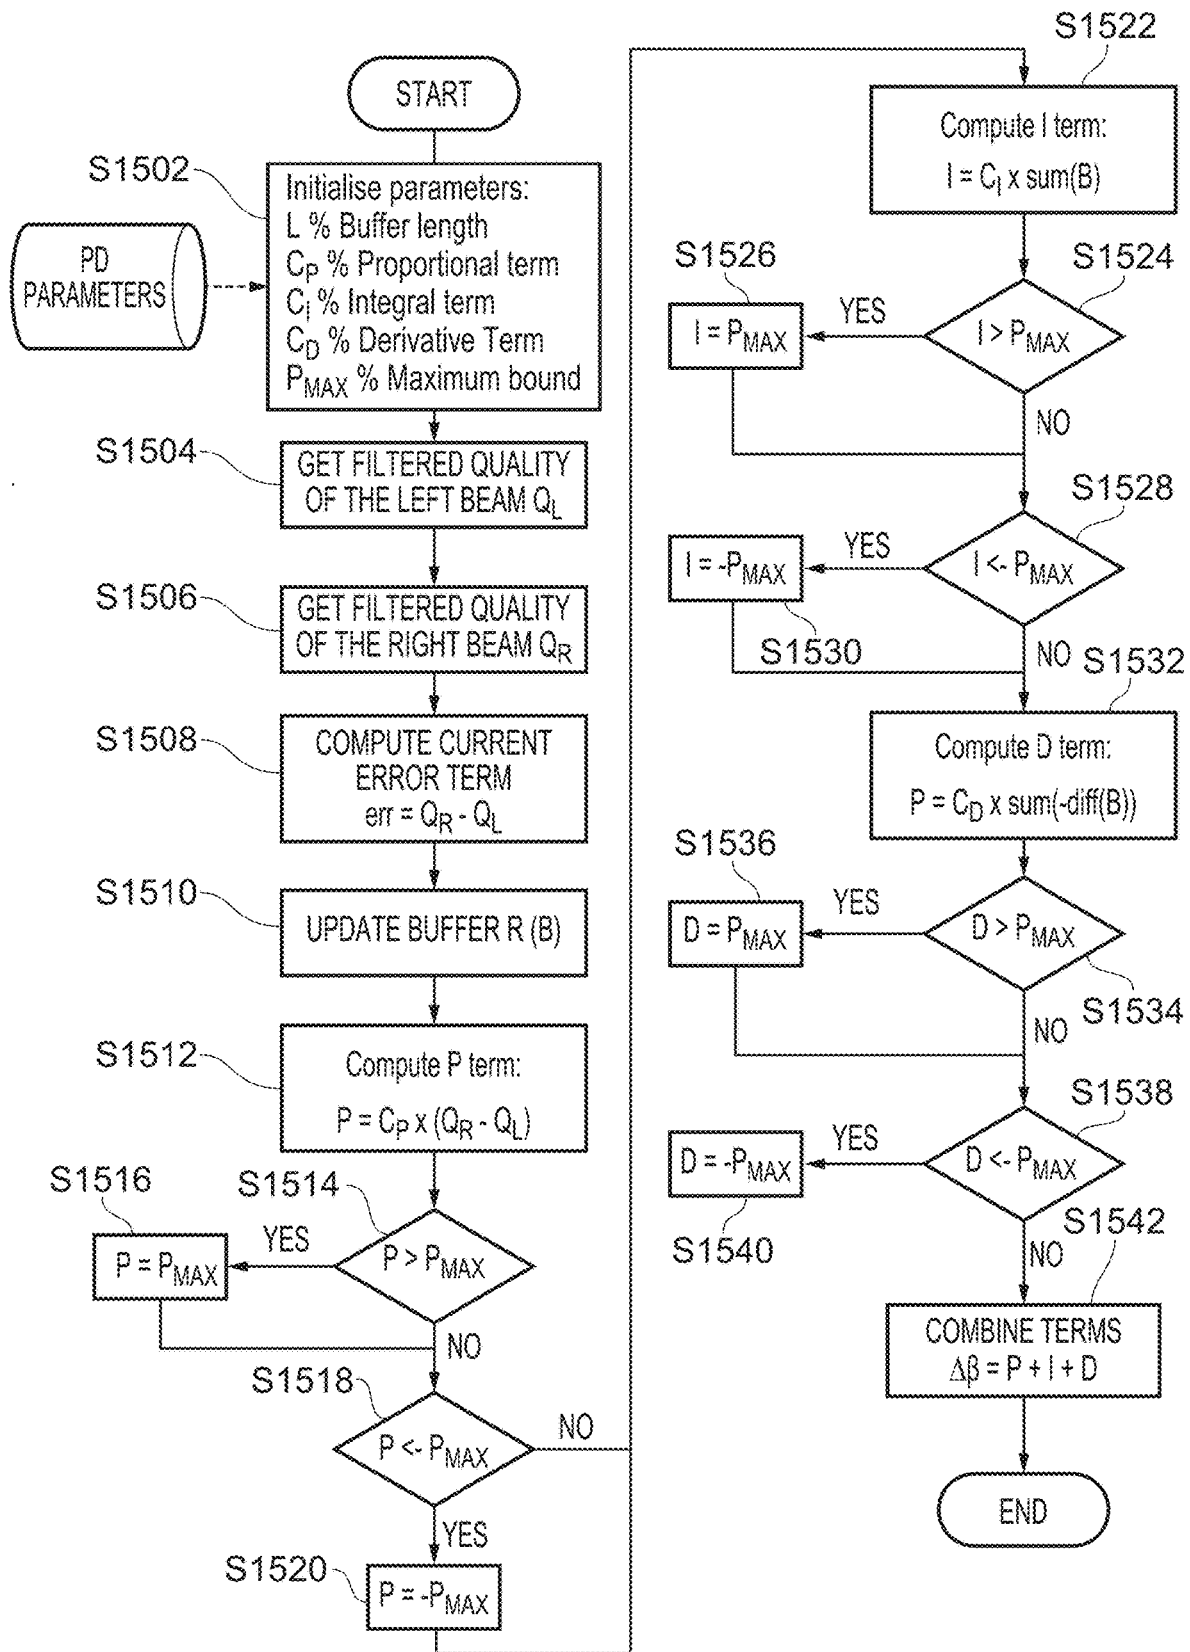 START
S1502
Initialise parameters:
L % Buffer length
CP % Proportional term
CI % Integral term
CD % Derivative Term
PMAX % Maximum bound
PD
PARAMETERS
S1504
GET FILTERED QUALITY
OF THE LEFT BEAM QL
S1506
GET FILTERED QUALITY
OF THE RIGHT BEAM QR
S1508
COMPUTE CURRENT
ERROR TERM
err = QR - QL
S1510
UPDATE BUFFER R (B)
S1512
Compute P term:
P = CP x (QR - QL)
S1514
P > PMAX
YES
S1516
P = PMAX
NO
S1518
P <- PMAX
NO
YES
S1520
P = -PMAX
S1522
Compute I term:
I = CI x sum(B)
S1524
I > PMAX
YES
S1526
I = PMAX
NO
S1528
I <- PMAX
YES
I = -PMAX
S1530
NO
S1532
Compute D term:
P = CD x sum(-diff(B))
S1536
D = PMAX
YES
D > PMAX
S1534
NO
S1538
D <- PMAX
YES
D = -PMAX
S1540
NO
S1542
COMBINE TERMS
Δβ = P + I + D
END